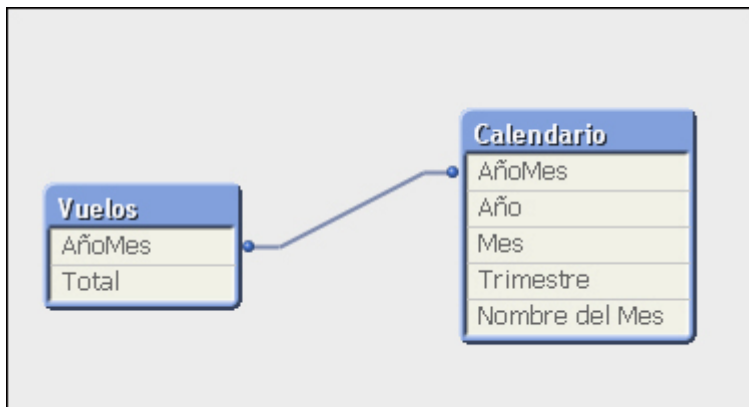 Vuelos
AñoMes
Total
Calendario
AñoMes
Año
Mes
Trimestre
Nombre del Mes